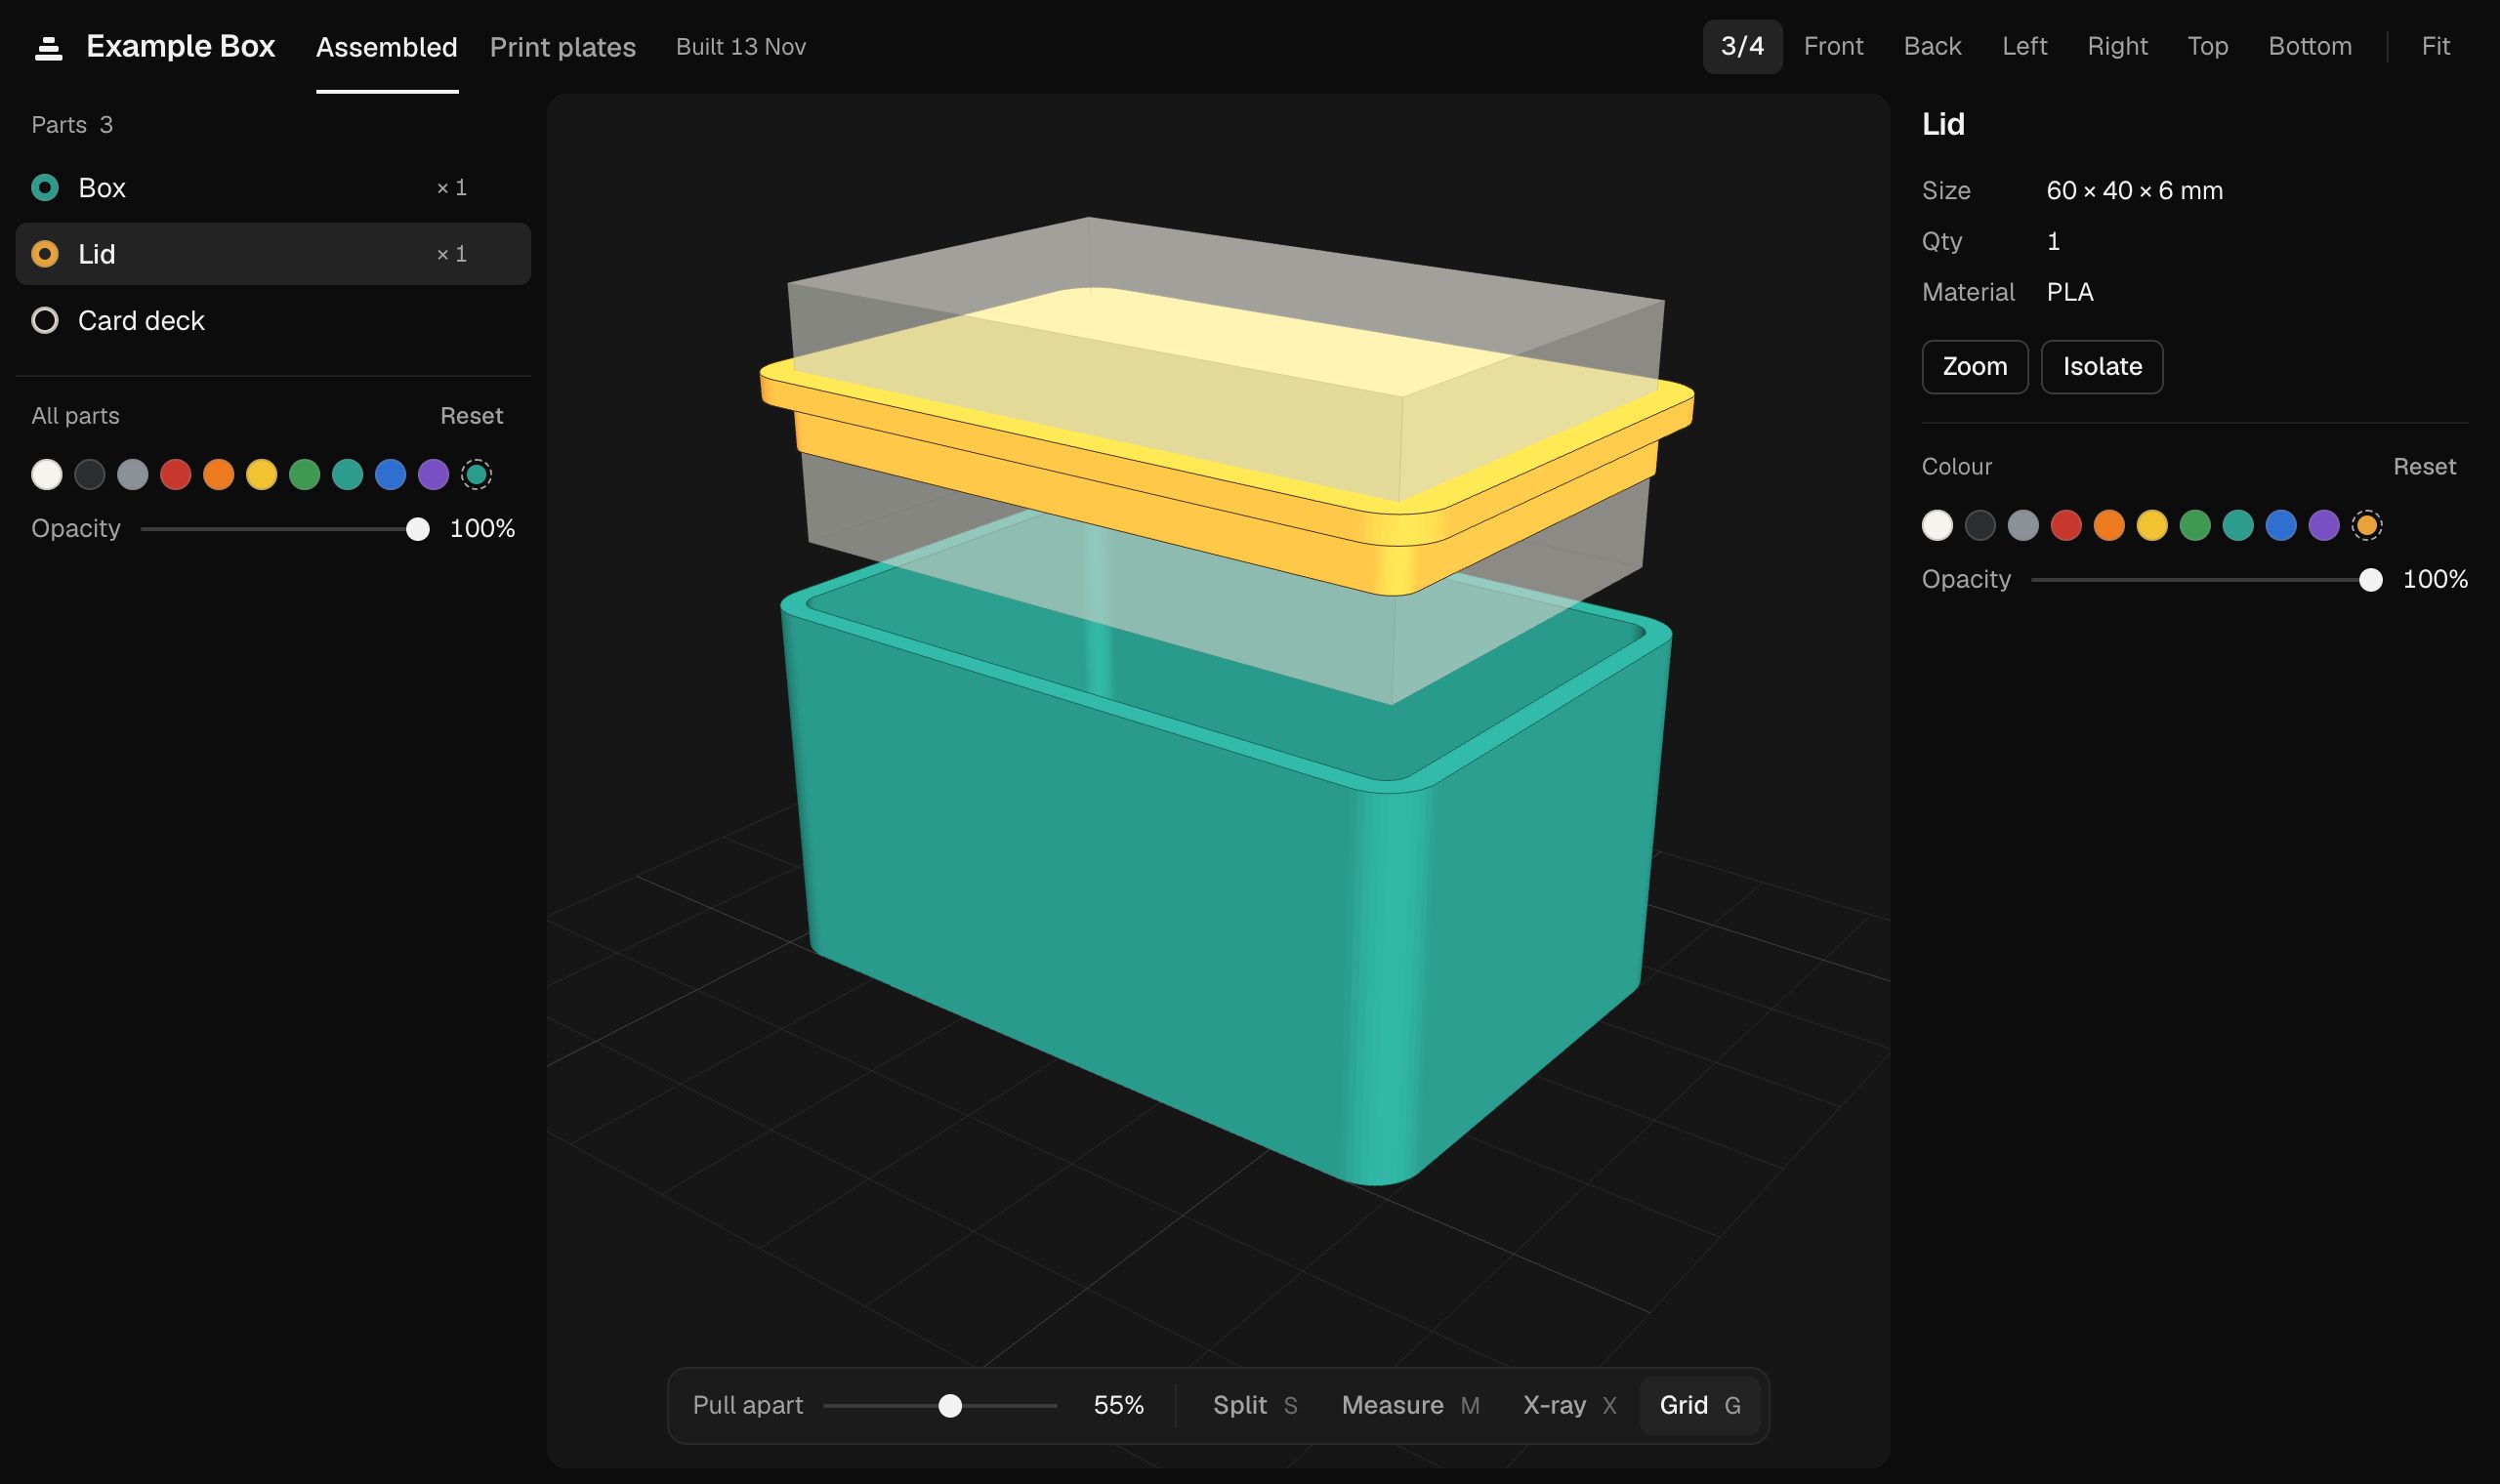 Example Box Assembled Print plates Built 13 Nov 3/4 Front Back Left Right Top Bottom Fit
Parts 3
Box × 1
Lid × 1
Card deck
All parts Reset
Opacity 100%
Lid
Size 60 × 40 × 6 mm
Qty 1
Material PLA
Zoom Isolate
Colour Reset
Opacity 100%
Pull apart 55% Split S Measure M X-ray X Grid G